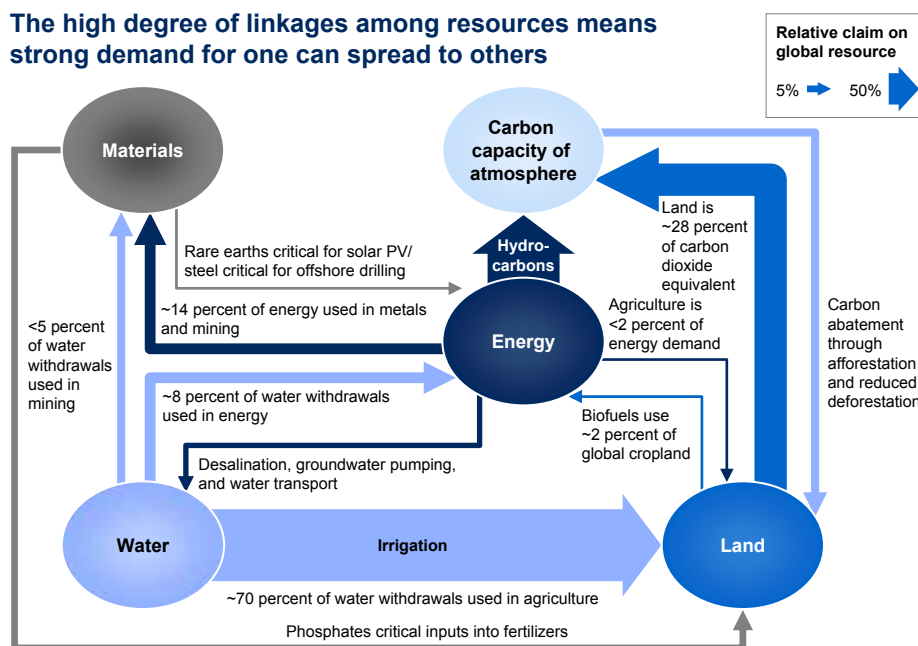 The high degree of linkages among resources means
strong demand for one can spread to others
Relative claim on
global resource
5%
50%
Materials
Carbon
capacity of
atmosphere
Rare earths critical for solar PV/
steel critical for offshore drilling
Hydro-
carbons
Land is
~28 percent
of carbon
dioxide
equivalent
~14 percent of energy used in metals
and mining
Energy
Agriculture is
<2 percent of
energy demand
Carbon
abatement
through
afforestation
and reduced
deforestation
<5 percent
of water
withdrawals
used in
mining
~8 percent of water withdrawals
used in energy
Biofuels use
~2 percent of
global cropland
Desalination, groundwater pumping,
and water transport
Water
Irrigation
Land
~70 percent of water withdrawals used in agriculture
Phosphates critical inputs into fertilizers